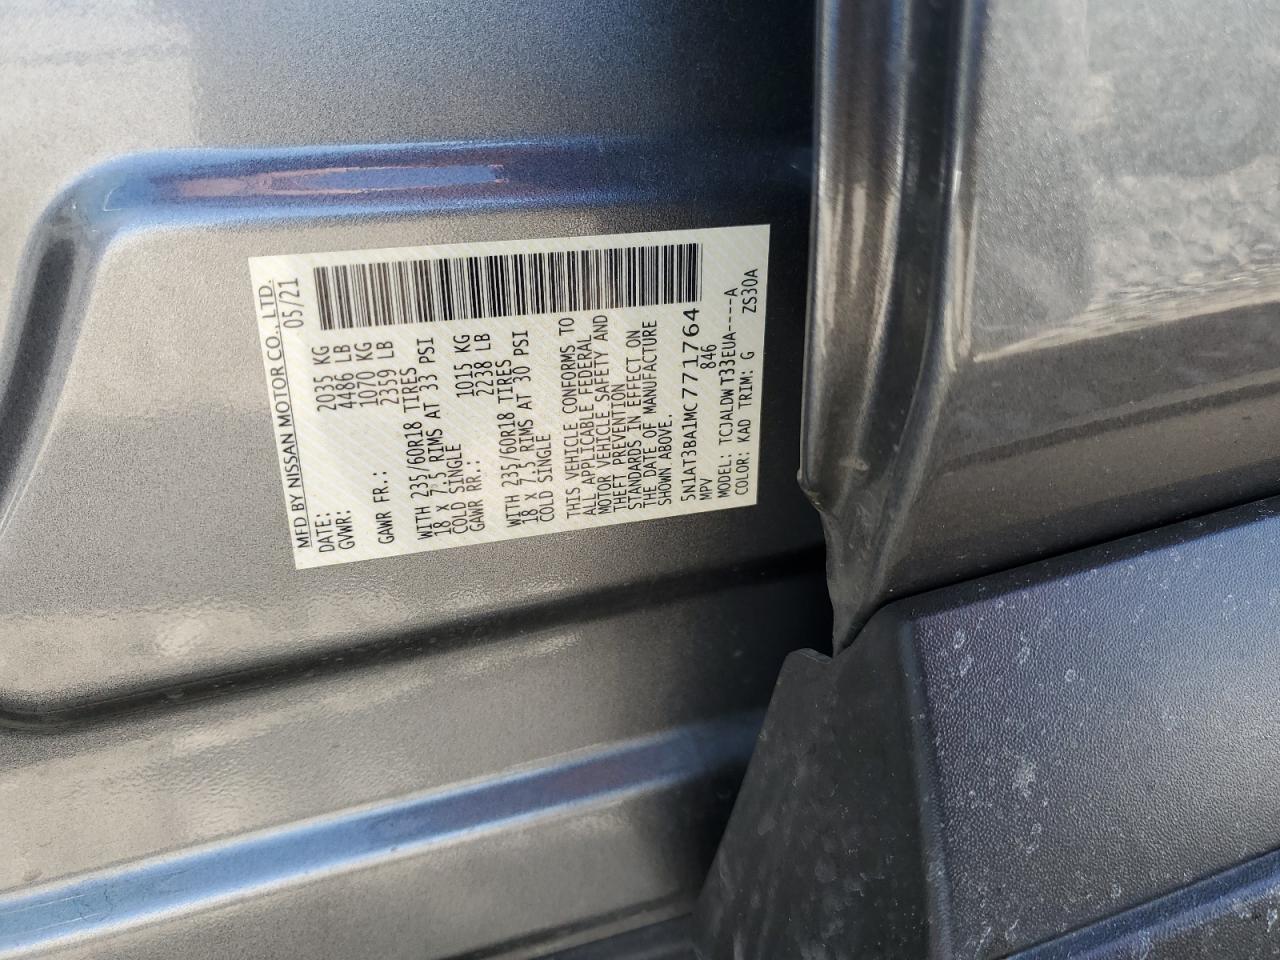 MFD BY NISSAN MOTOR CO., LTD.
DATE: 05/21
GVWR: 2035 KG
4486 LB
GAWR FR.: 1070 KG
2359 LB
WITH 235/60R18 TIRES
18 X 7.5 RIMS AT 33 PSI
COLD SINGLE
GAWR RR.: 1015 KG
2238 LB
WITH 235/60R18 TIRES
18 X 7.5 RIMS AT 30 PSI
COLD SINGLE
THIS VEHICLE CONFORMS TO
ALL APPLICABLE FEDERAL
MOTOR VEHICLE SAFETY AND
THEFT PREVENTION
STANDARDS IN EFFECT ON
THE DATE OF MANUFACTURE
SHOWN ABOVE.
5N1AT3BA1MC771764
MPV 846
MODEL: TCJALDWT33EUA----A
COLOR: KAD TRIM: G ZS30A